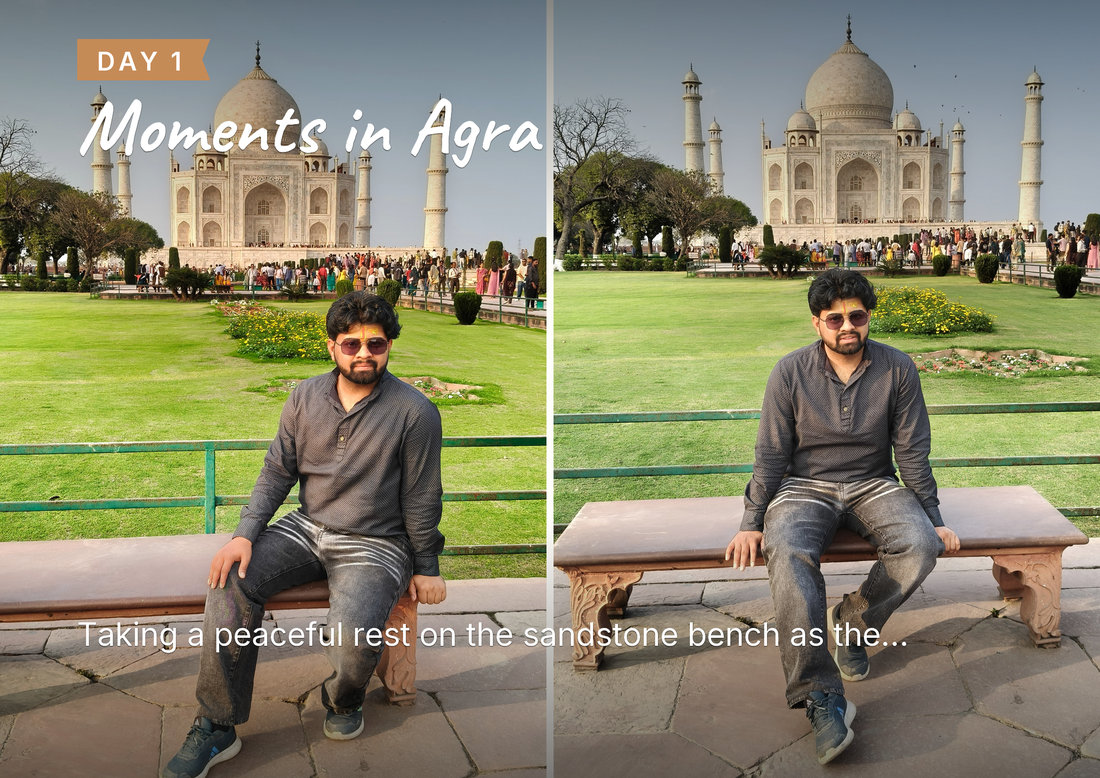 DAY 1
Moments in Agra
Taking a peaceful rest on the sandstone bench as the...